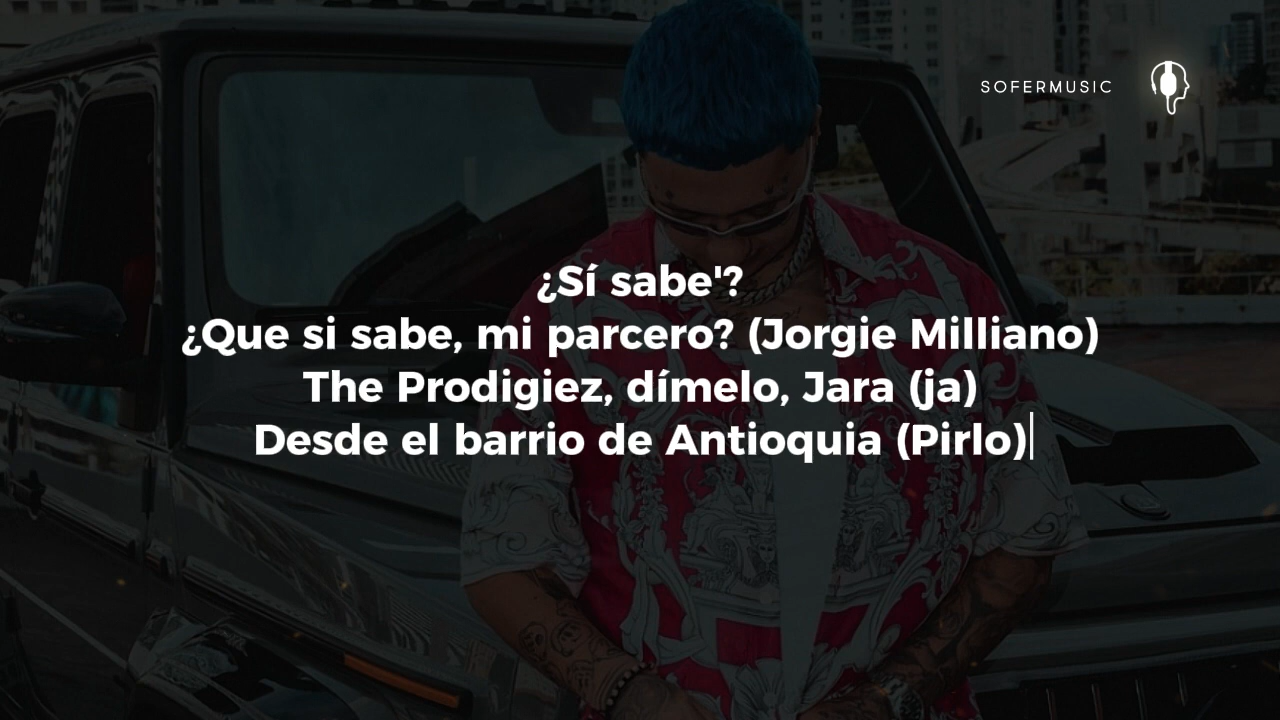 SOFERMUSIC
¿Sí sabe'?
¿Que si sabe, mi parcero? (Jorgie Milliano)
The Prodigiez, dímelo, Jara (ja)
Desde el barrio de Antioquia (Pirlo)